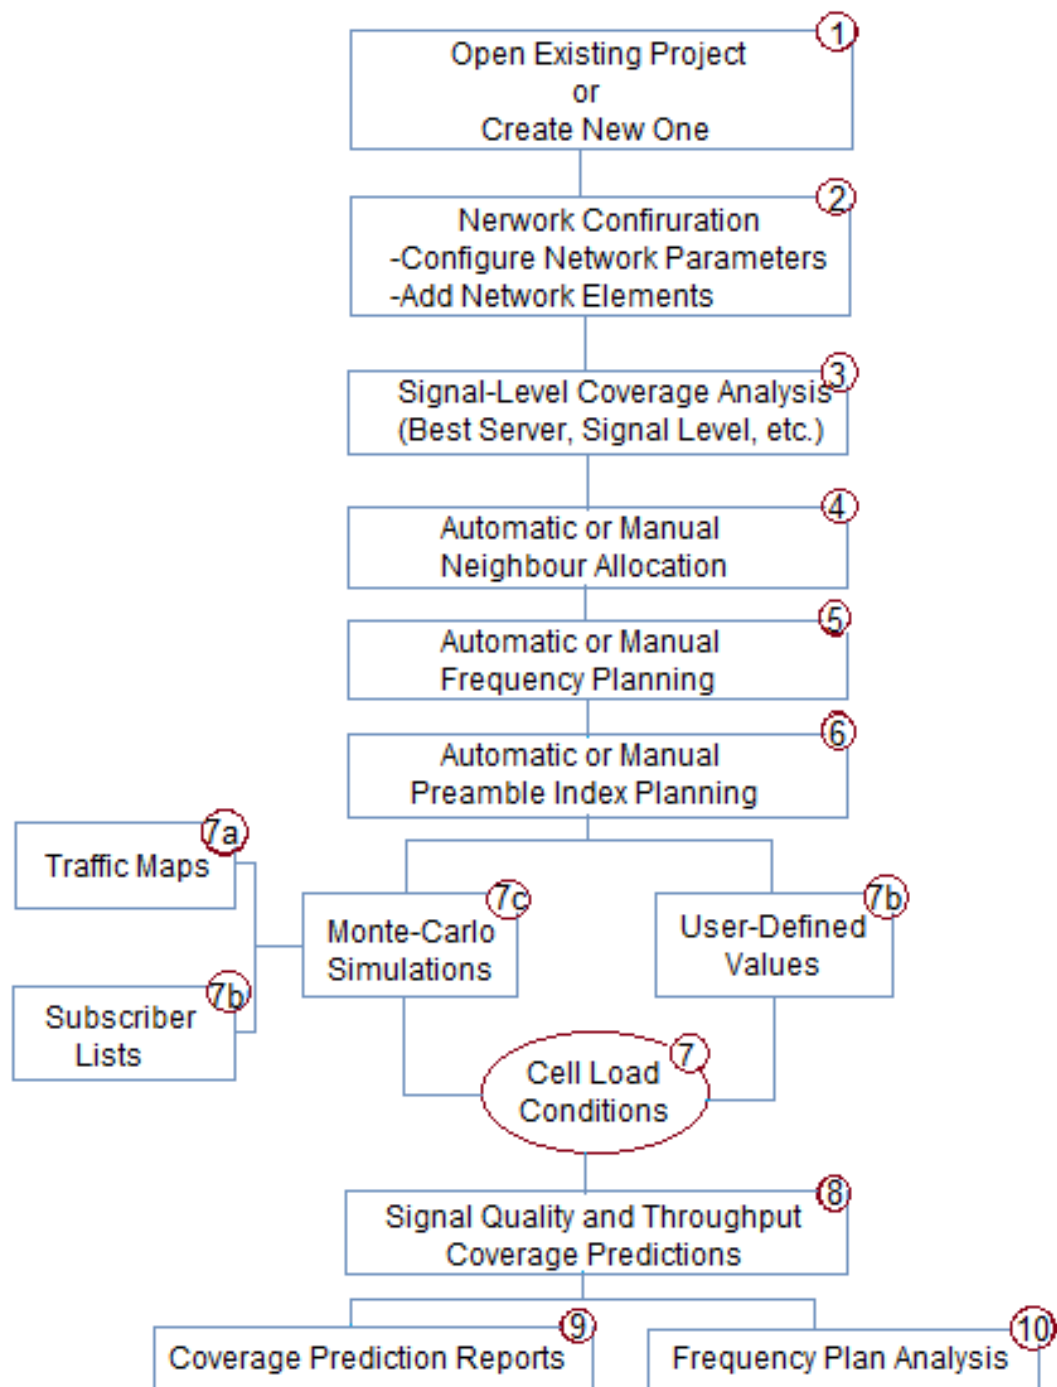 1
Open Existing Project
or
Create New One
2
Nerwork Confiruration
-Configure Network Parameters
-Add Network Elements
3
Signal-Level Coverage Analysis
(Best Server, Signal Level, etc.)
4
Automatic or Manual
Neighbour Allocation
5
Automatic or Manual
Frequency Planning
6
Automatic or Manual
Preamble Index Planning
7a
Traffic Maps
7c
Monte-Carlo
Simulations
7b
User-Defined
Values
7b
Subscriber
Lists
7
Cell Load
Conditions
8
Signal Quality and Throughput
Coverage Predictions
9
Coverage Prediction Reports
10
Frequency Plan Analysis